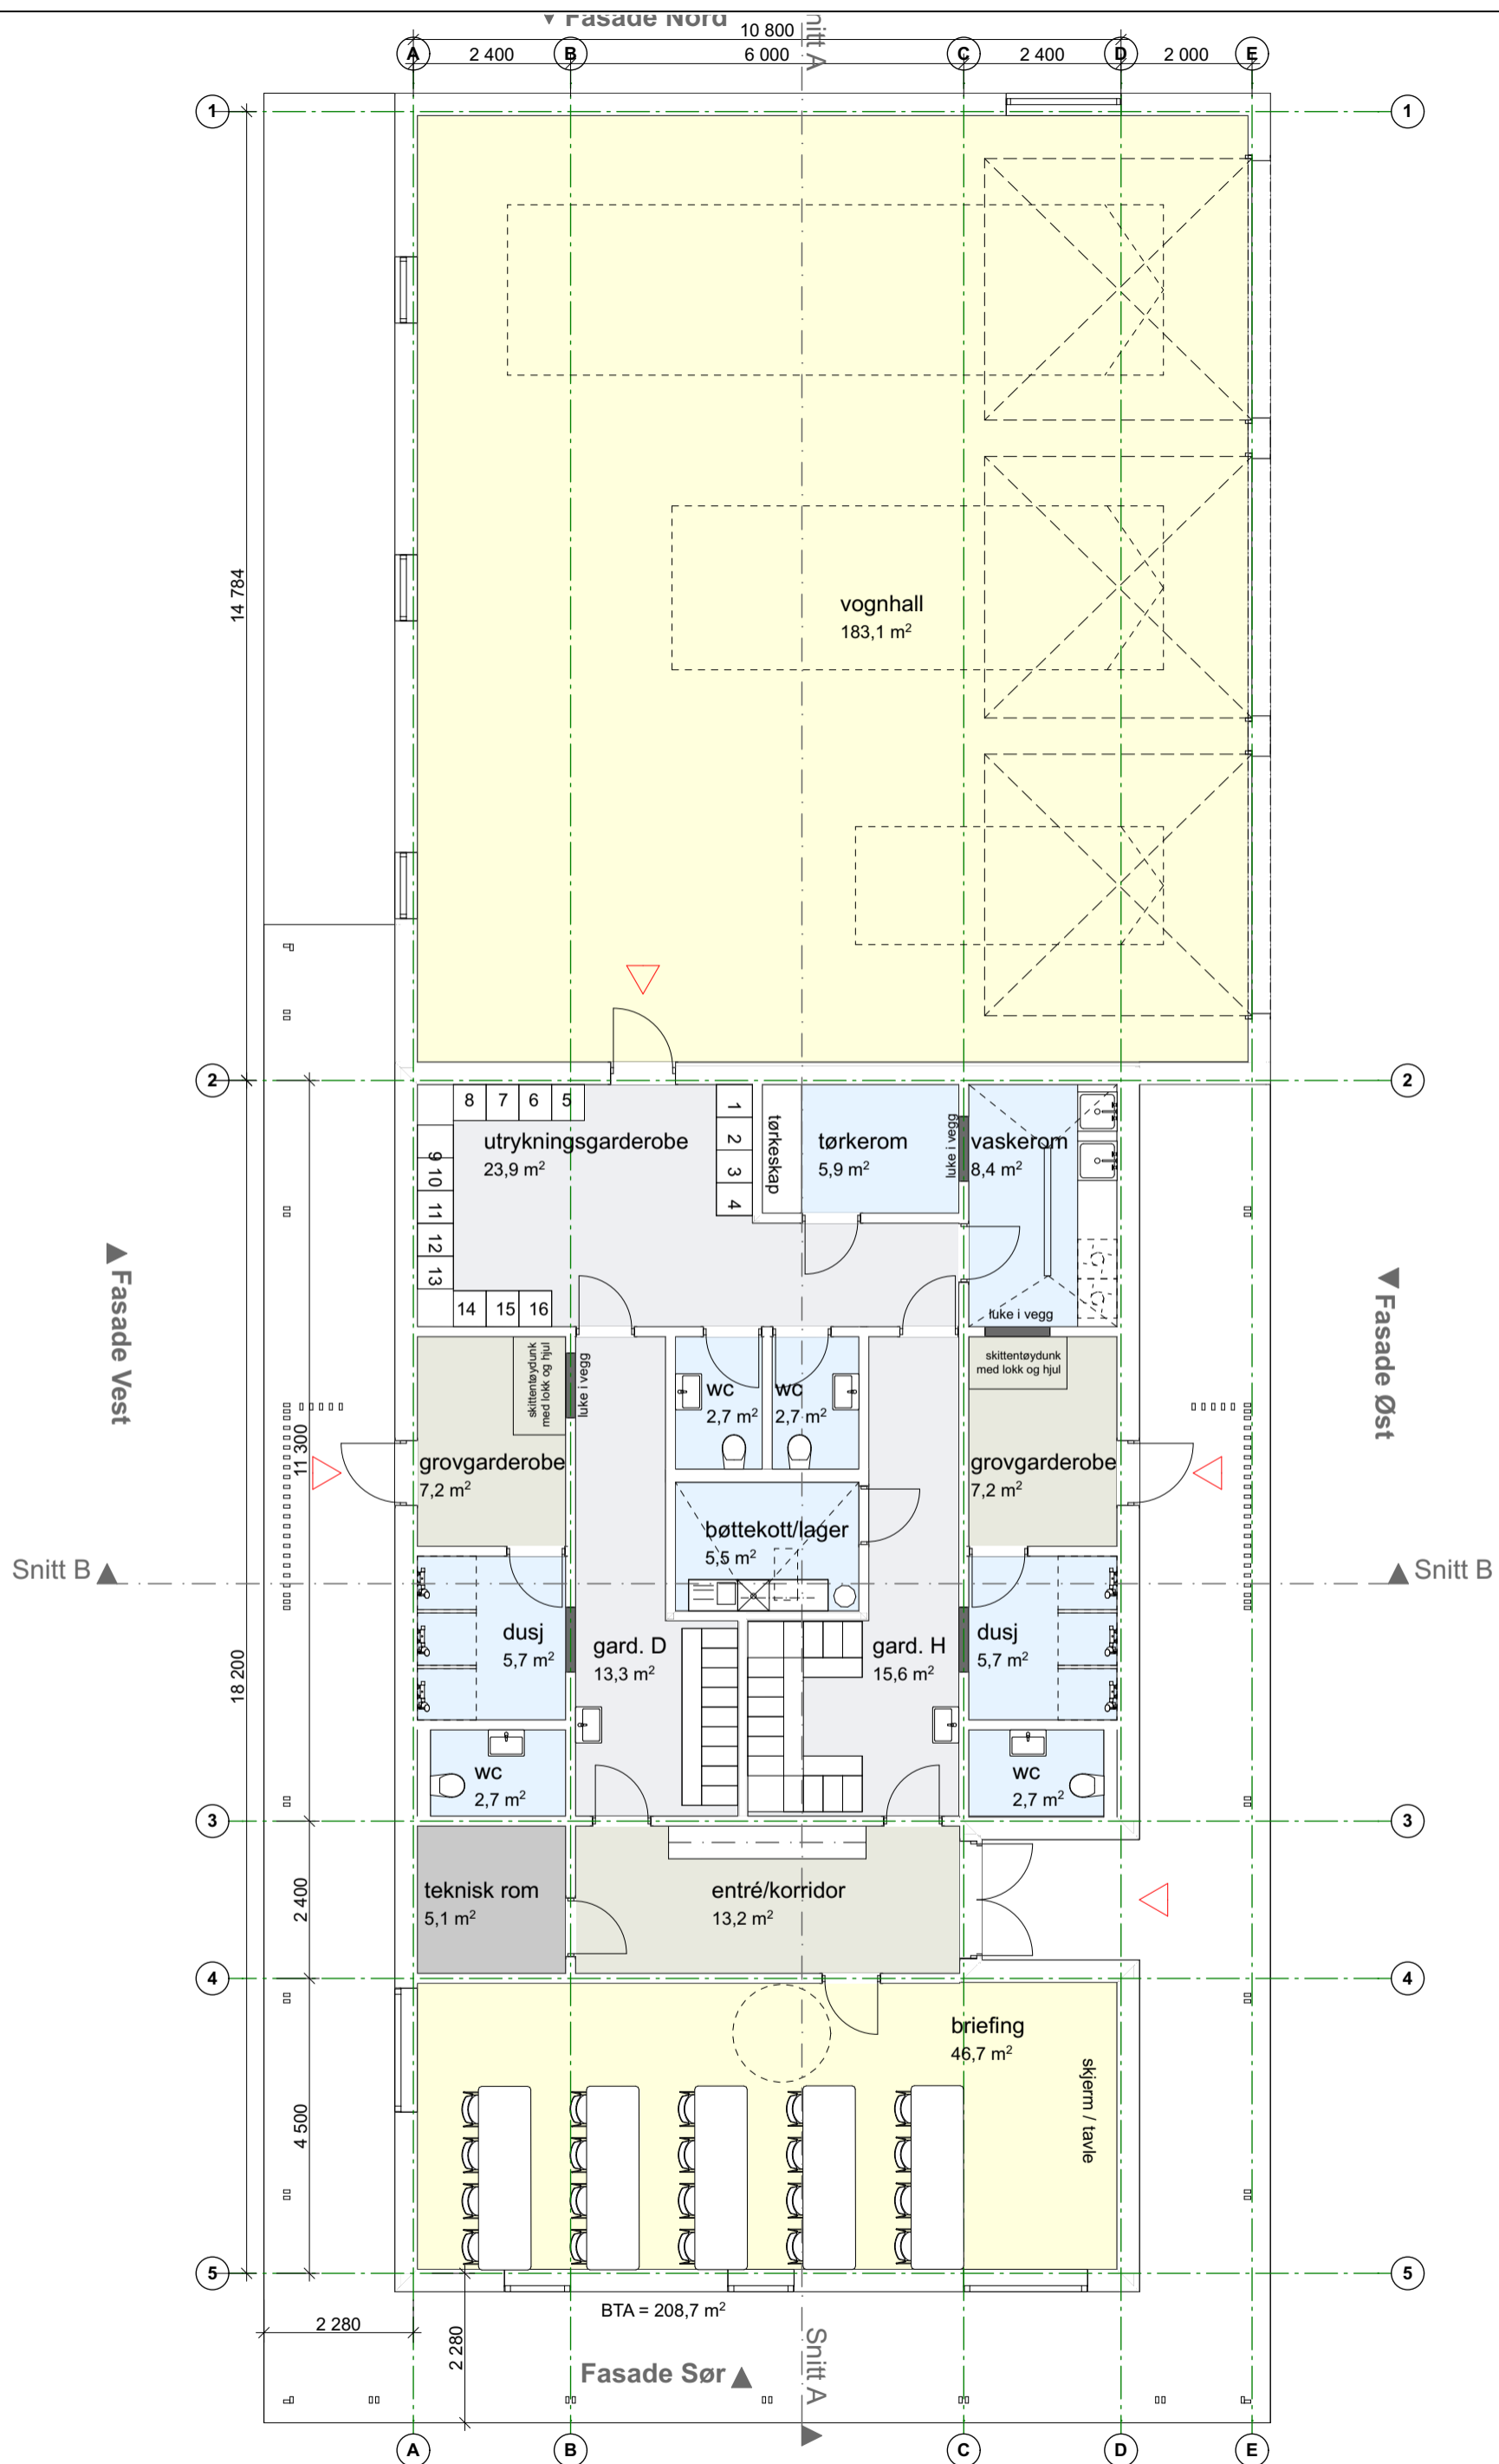 ▼ Fasade Nord
Snitt A
10 800
A
2 400
B
6 000
C
2 400
D
2 000
E
1
1
14 784
vognhall
183,1 m²
2
2
8
7
6
5
1
2
3
4
9
10
11
12
13
14
15
16
utrykningsgarderobe
23,9 m²
tørkeskap
tørkerom
5,9 m²
luke i vegg
vaskerom
8,4 m²
luke i vegg
▲ Fasade Vest
▲ Fasade Øst
skittentøydunk
med lokk og hjul
luke i vegg
wc
2,7 m²
wc
2,7 m²
skittentøydunk
med lokk og hjul
11 300
grovgarderobe
7,2 m²
grovgarderobe
7,2 m²
bøttekott/lager
5,5 m²
Snitt B ▲
▲ Snitt B
dusj
5,7 m²
gard. D
13,3 m²
gard. H
15,6 m²
dusj
5,7 m²
18 200
wc
2,7 m²
wc
2,7 m²
3
3
2 400
teknisk rom
5,1 m²
entré/korridor
13,2 m²
4
4
briefing
46,7 m²
skjerm / tavle
4 500
5
5
BTA = 208,7 m²
2 280
2 280
Fasade Sør ▲
Snitt A
A
B
C
D
E